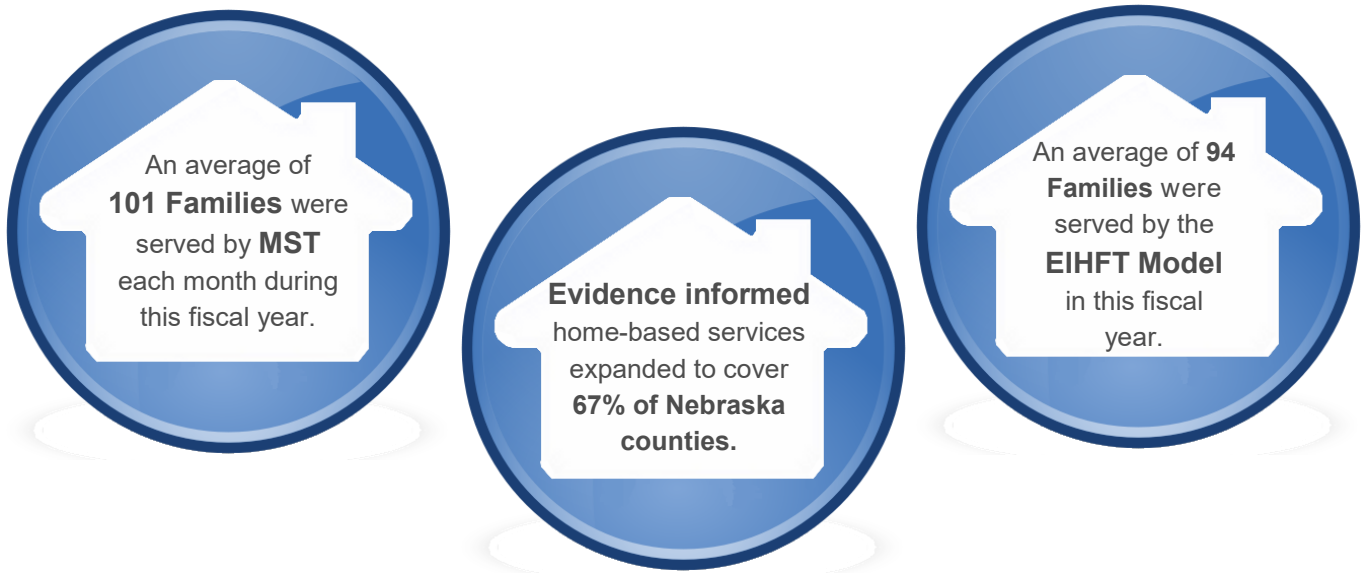 An average of
101 Families were
served by MST
each month during
this fiscal year.
Evidence informed
home-based services
expanded to cover
67% of Nebraska
counties.
An average of 94
Families were
served by the
EIHFT Model
in this fiscal
year.